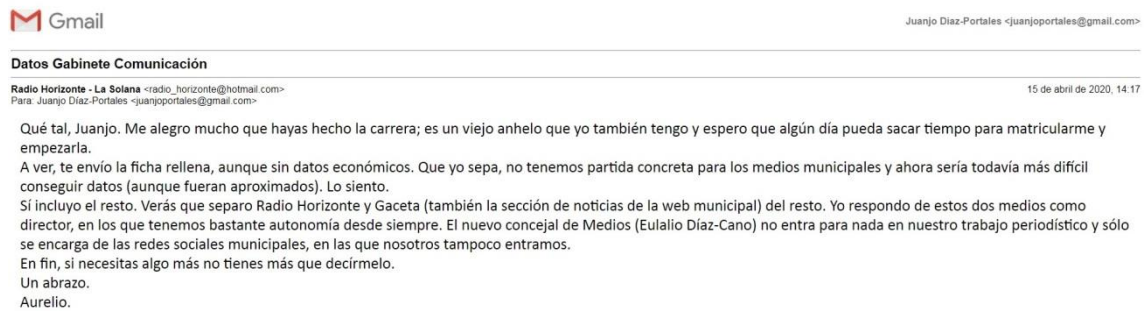 Gmail
Juanjo Diaz-Portales <juanjoportales@gmail.com>
Datos Gabinete Comunicación
Radio Horizonte - La Solana <radio_horizonte@hotmail.com>
15 de abril de 2020, 14:17
Para: Juanjo Díaz-Portales <juanjoportales@gmail.com>
Qué tal, Juanjo. Me alegro mucho que hayas hecho la carrera; es un viejo anhelo que yo también tengo y espero que algún día pueda sacar tiempo para matricularme y
empezarla.
A ver, te envío la ficha rellena, aunque sin datos económicos. Que yo sepa, no tenemos partida concreta para los medios municipales y ahora sería todavía más difícil
conseguir datos (aunque fueran aproximados). Lo siento.
Sí incluyo el resto. Verás que separo Radio Horizonte y Gaceta (también la sección de noticias de la web municipal) del resto. Yo respondo de estos dos medios como
director, en los que tenemos bastante autonomía desde siempre. El nuevo concejal de Medios (Eulalio Díaz-Cano) no entra para nada en nuestro trabajo periodístico y sólo
se encarga de las redes sociales municipales, en las que nosotros tampoco entramos.
En fin, si necesitas algo más no tienes más que decírmelo.
Un abrazo.
Aurelio.